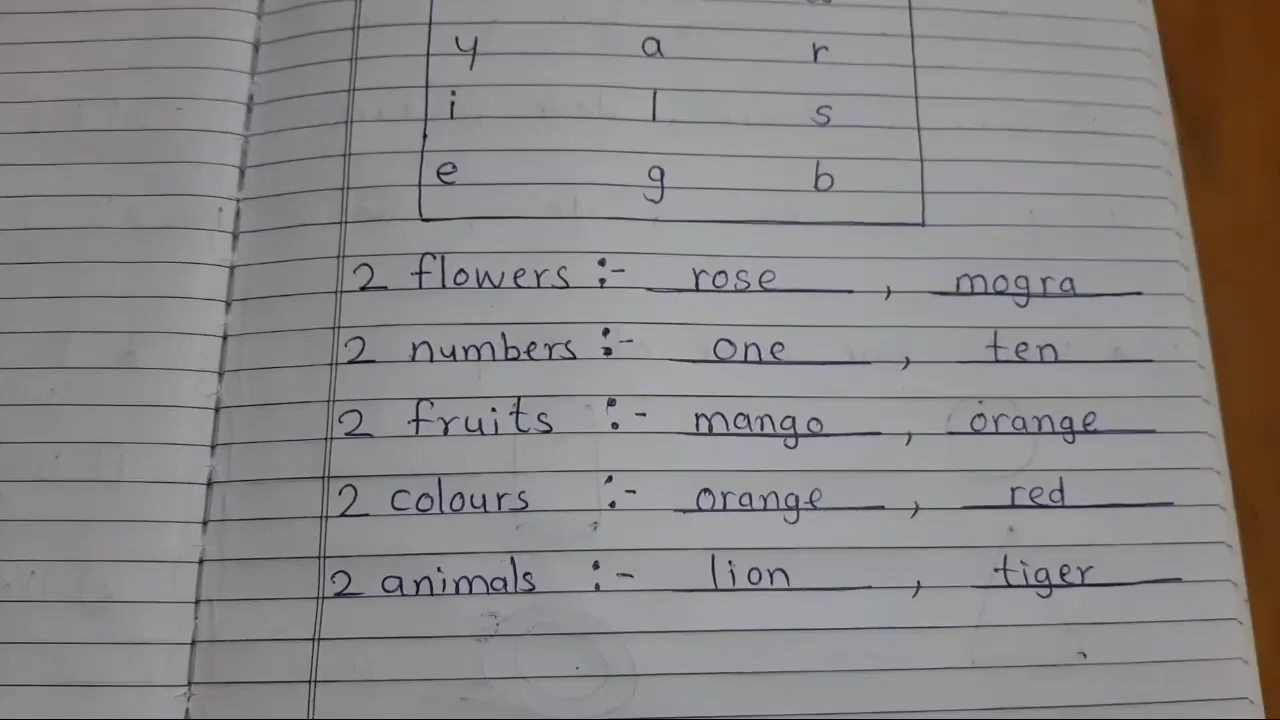 y a r
i l s
e g b
2 flowers :- rose , mogra
2 numbers :- one , ten
2 fruits :- mango , orange
2 colours :- orange , red
2 animals :- lion , tiger